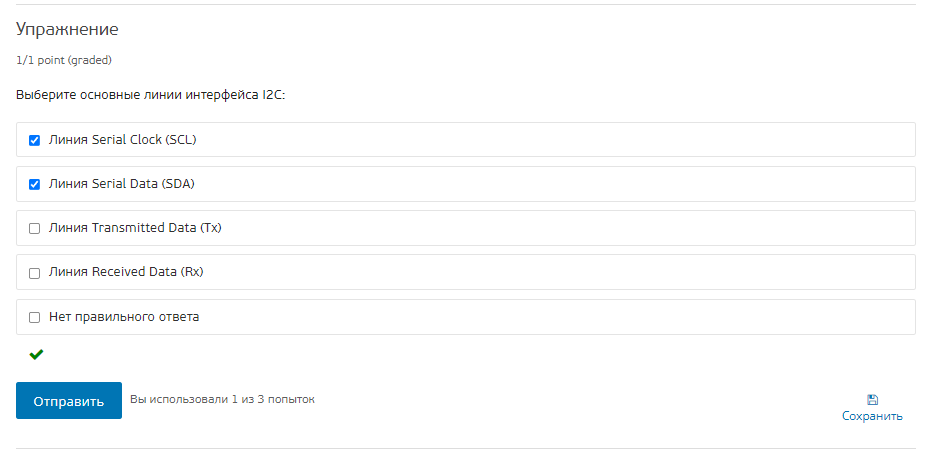 Упражнение
1/1 point (graded)
Выберите основные линии интерфейса I2C:
Линия Serial Clock (SCL)
Линия Serial Data (SDA)
Линия Transmitted Data (Tx)
Линия Received Data (Rx)
Нет правильного ответа
Отправить
Вы использовали 1 из 3 попыток
Сохранить